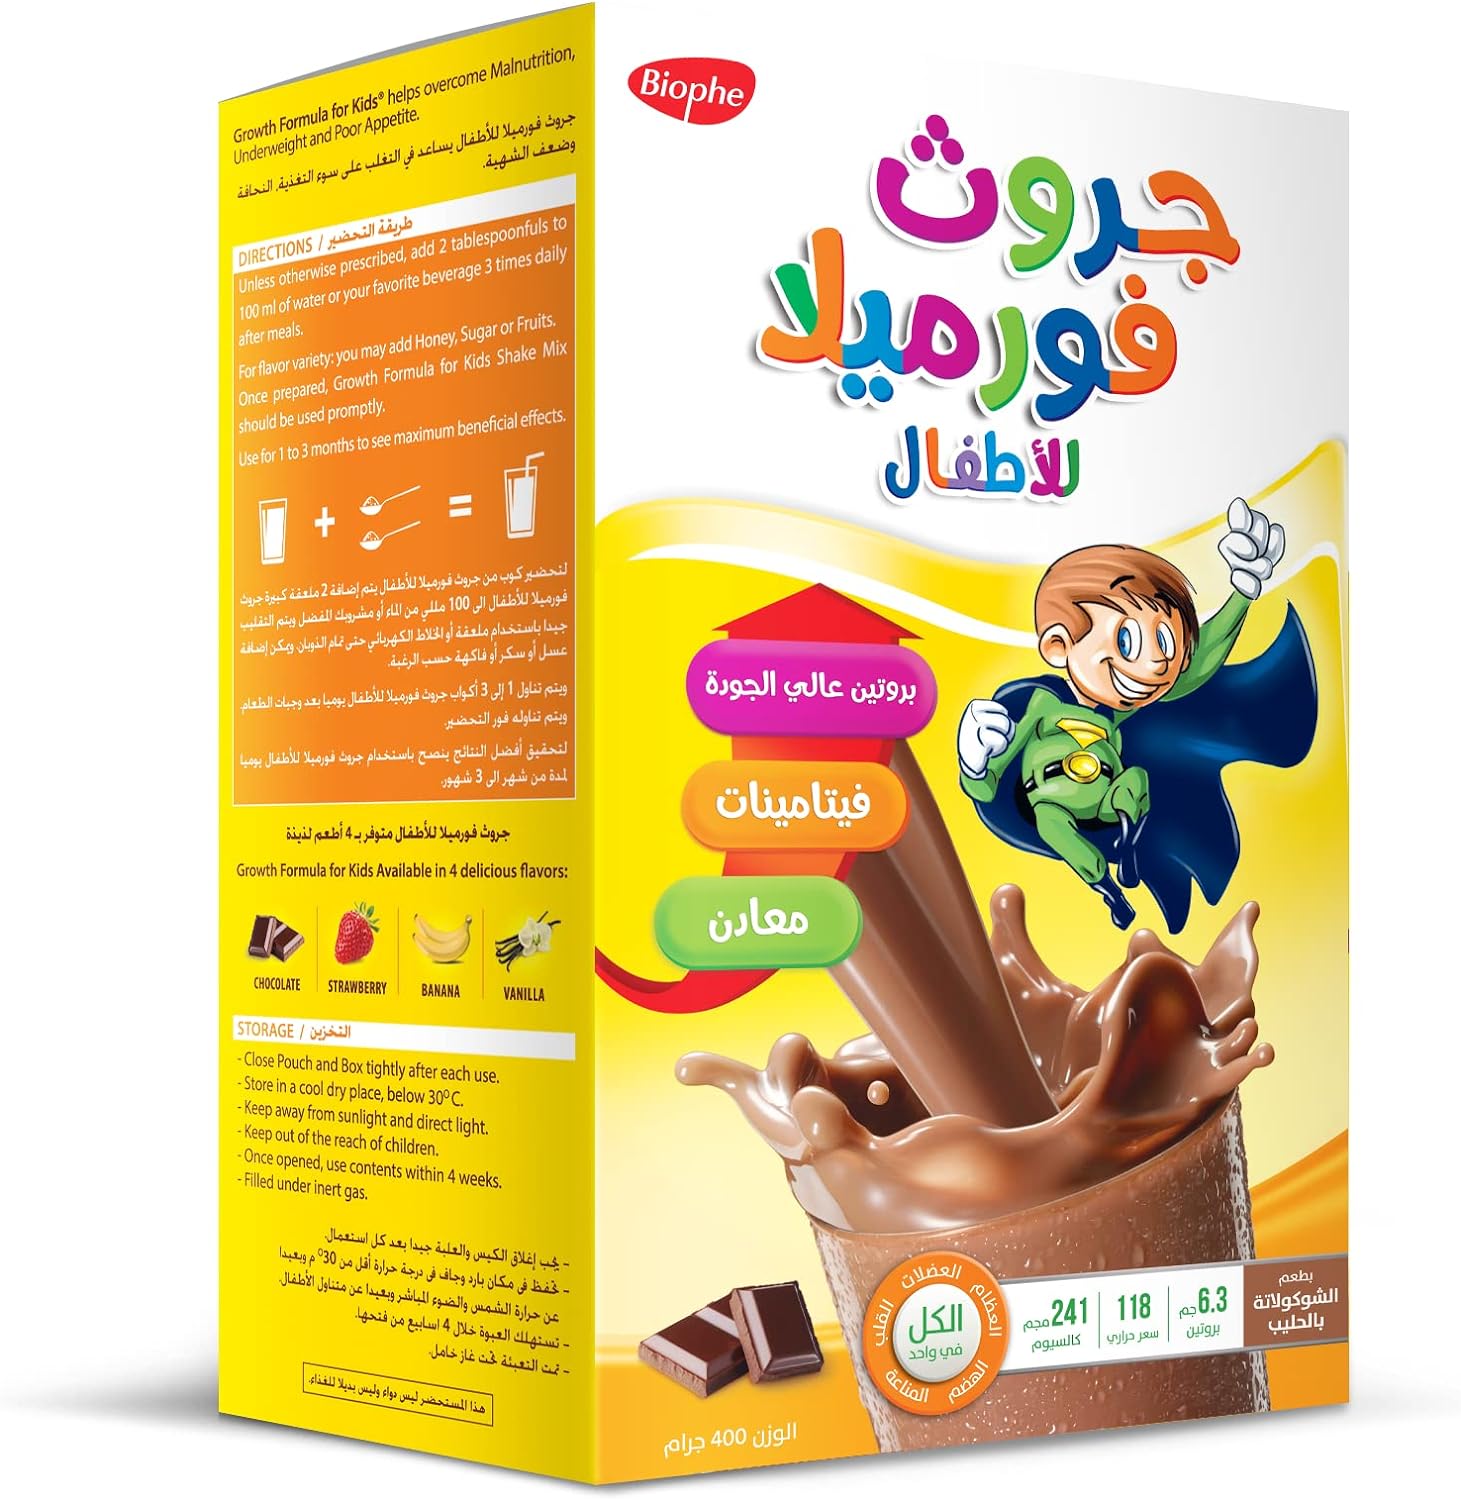 Growth Formula for Kids® helps overcome Malnutrition,
Underweight and Poor Appetite.
جروث فورميلا للأطفال يساعد في التغلب على سوء التغذية, النحافة
وضعف الشهية.
DIRECTIONS / طريقة التحضير
Unless otherwise prescribed, add 2 tablespoonfuls to
100 ml of water or your favorite beverage 3 times daily
after meals.
For flavor variety: you may add Honey, Sugar or Fruits.
Once prepared, Growth Formula for Kids Shake Mix
should be used promptly.
Use for 1 to 3 months to see maximum beneficial effects.
+ =
لتحضير كوب من جروث فورميلا للأطفال يتم إضافة 2 ملعقة كبيرة جروث
فورميلا للأطفال الى 100 مللي من الماء أو مشروبك المفضل ويتم التقليب
جيدا باستخدام ملعقة أو الخلاط الكهربائي حتى تمام الذوبان. ويمكن إضافة
عسل أو سكر أو فاكهة حسب الرغبة.
ويتم تناول 1 إلى 3 أكواب جروث فورميلا للأطفال يوميا بعد وجبات الطعام.
ويتم تناوله فور التحضير.
لتحقيق أفضل النتائج ينصح باستخدام جروث فورميلا للأطفال يوميا
لمدة من شهر الى 3 شهور.
جروث فورميلا للأطفال متوفر بـ 4 أطعم لذيذة
Growth Formula for Kids Available in 4 delicious flavors:
CHOCOLATE STRAWBERRY BANANA VANILLA
STORAGE / التخزين
- Close Pouch and Box tightly after each use.
- Store in a cool dry place, below 30⁰ C.
- Keep away from sunlight and direct light.
- Keep out of the reach of children.
- Once opened, use contents within 4 weeks.
- Filled under inert gas.
- يجب إغلاق الكيس والعلبة جيدا بعد كل استعمال.
- تحفظ في مكان بارد وجاف في درجة حرارة أقل من 30⁰ م وبعيدا
عن حرارة الشمس والضوء المباشر وبعيدا عن متناول الأطفال.
- تستهلك العبوة خلال 4 اسابيع من فتحها.
- تمت التعبئة تحت غاز خامل.
هذا المستحضر ليس دواء وليس بديلا للغذاء.
Biophe
جروث
فورميلا
للأطفال
بروتين عالي الجودة
فيتامينات
معادن
العظام
العضلات
القلب
المناعة
الهضم
الكل
في واحد
241 مجم
كالسيوم
118
سعر حراري
6.3 جم
بروتين
بطعم
الشوكولاتة
بالحليب
الوزن 400 جرام